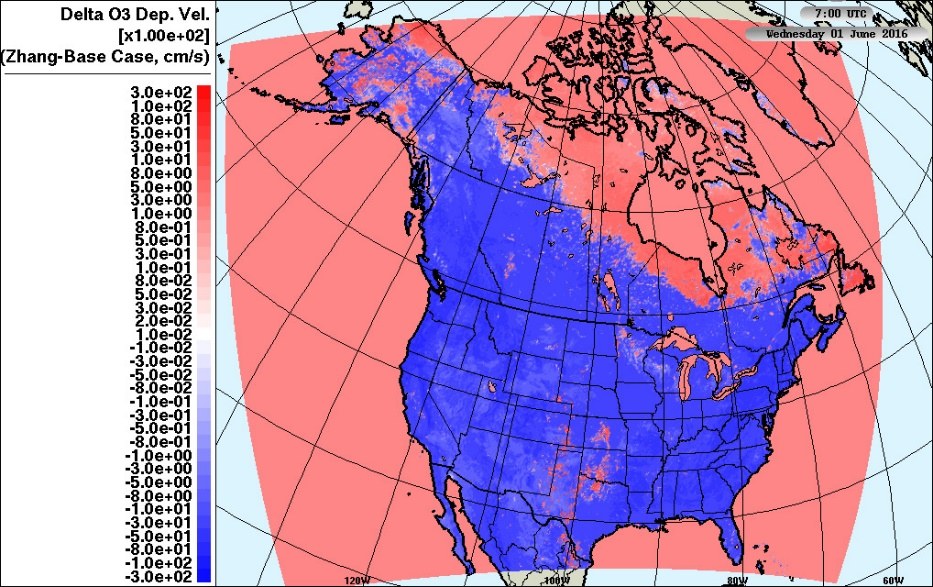 Delta O3 Dep. Vel.
[x1.00e+02]
(Zhang-Base Case, cm/s)
3.0e+02
1.0e+02
8.0e+01
5.0e+01
3.0e+01
1.0e+01
8.0e+00
5.0e+00
3.0e+00
1.0e+00
8.0e-01
5.0e-01
3.0e-01
1.0e-01
8.0e-02
5.0e-02
3.0e-02
2.0e-02
1.0e-02
-1.0e-02
-3.0e-02
-5.0e-02
-8.0e-02
-1.0e-01
-3.0e-01
-5.0e-01
-8.0e-01
-1.0e+00
-3.0e+00
-5.0e+00
-8.0e+00
-1.0e+01
-3.0e+01
-5.0e+01
-8.0e+01
-1.0e+02
-3.0e+02
7:00 UTC
Wednesday 01 June 2016
120W 100W 80W 60W